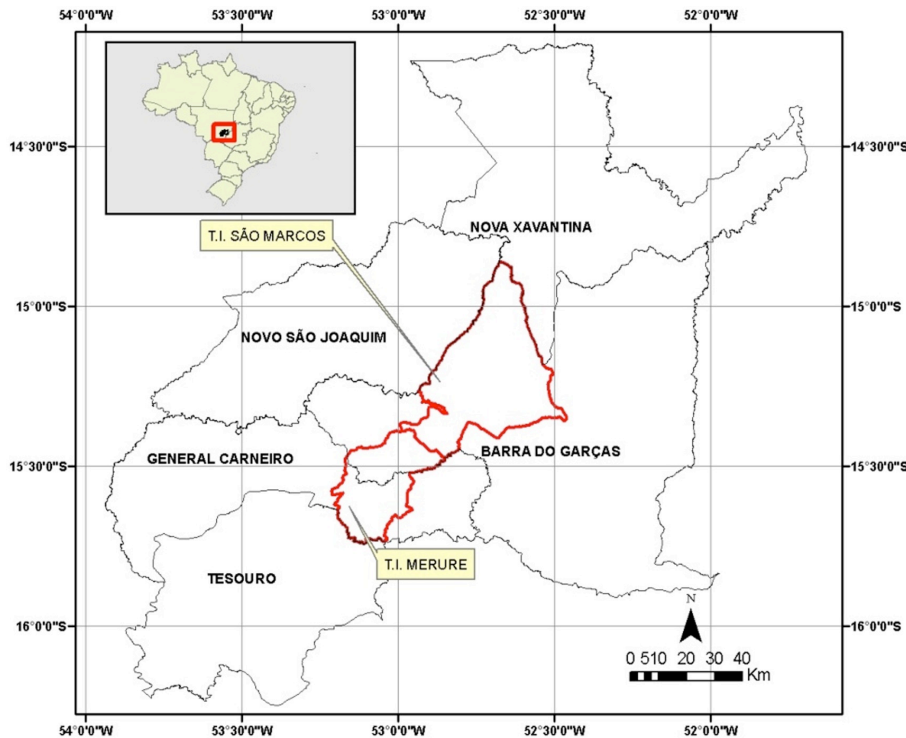 54°0'0"W 53°30'0"W 53°0'0"W 52°30'0"W 52°0'0"W
14°30'0"S 14°30'0"S
T.I. SÃO MARCOS
NOVA XAVANTINA
15°0'0"S 15°0'0"S
NOVO SÃO JOAQUIM
GENERAL CARNEIRO
BARRA DO GARÇAS
15°30'0"S 15°30'0"S
T.I. MERURE
TESOURO
N
16°0'0"S 16°0'0"S
0 510 20 30 40
Km
54°0'0"W 53°30'0"W 53°0'0"W 52°30'0"W 52°0'0"W